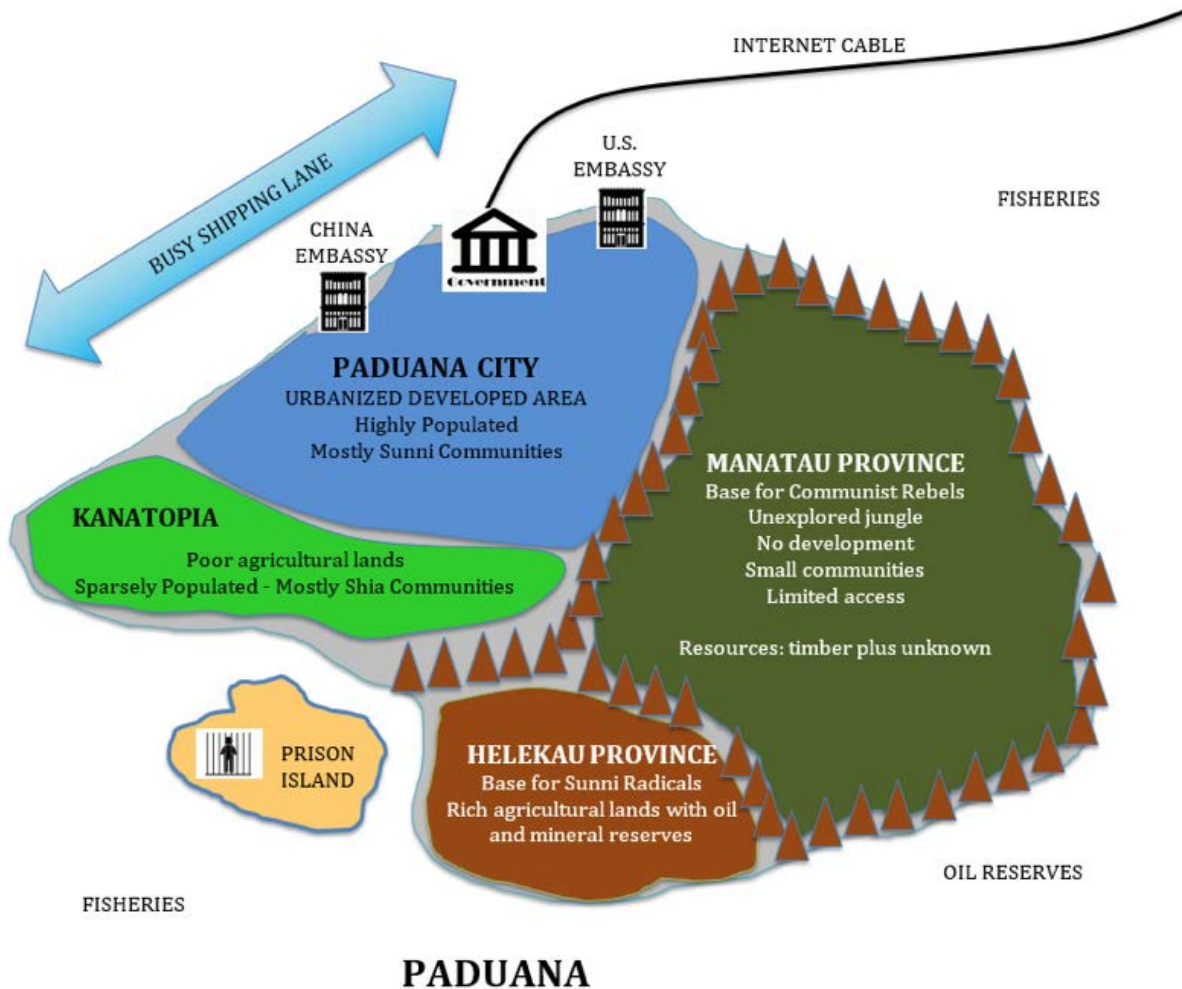 INTERNET CABLE
BUSY SHIPPING LANE
U.S.
EMBASSY
FISHERIES
CHINA
EMBASSY
Government
PADUANA CITY
URBANIZED DEVELOPED AREA
Highly Populated
Mostly Sunni Communities
MANATAU PROVINCE
Base for Communist Rebels
Unexplored jungle
No development
Small communities
Limited access
Resources: timber plus unknown
KANATOPIA
Poor agricultural lands
Sparsely Populated - Mostly Shia Communities
PRISON
ISLAND
HELEKAU PROVINCE
Base for Sunni Radicals
Rich agricultural lands with oil
and mineral reserves
OIL RESERVES
FISHERIES
PADUANA